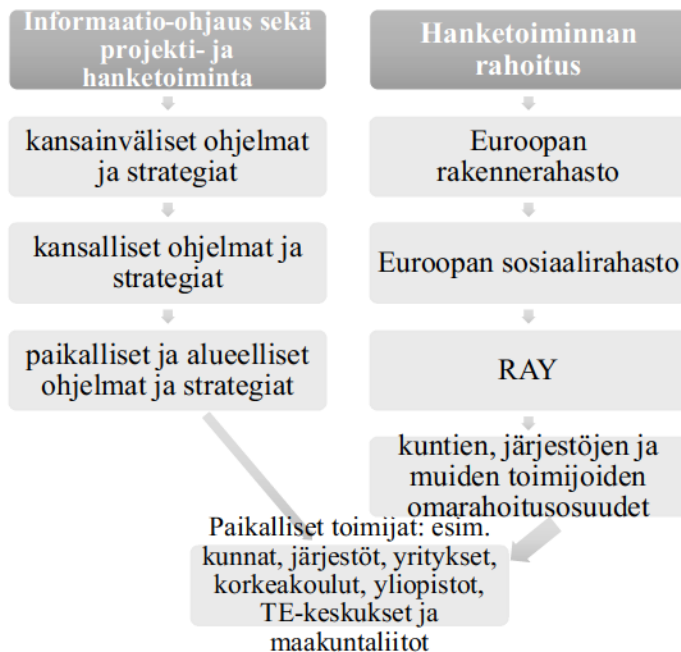 Informaatio-ohjaus sekä
projekti- ja
hanketoiminta
kansainväliset ohjelmat
ja strategiat
kansalliset ohjelmat ja
strategiat
paikalliset ja alueelliset
ohjelmat ja strategiat
Hanketoiminnan
rahoitus
Euroopan
rakennerahasto
Euroopan sosiaalirahasto
RAY
kuntien, järjestöjen ja
muiden toimijoiden
omarahoitusosuudet
Paikalliset toimijat: esim.
kunnat, järjestöt, yritykset,
korkeakoulut, yliopistot,
TE-keskukset ja
maakuntaliitot